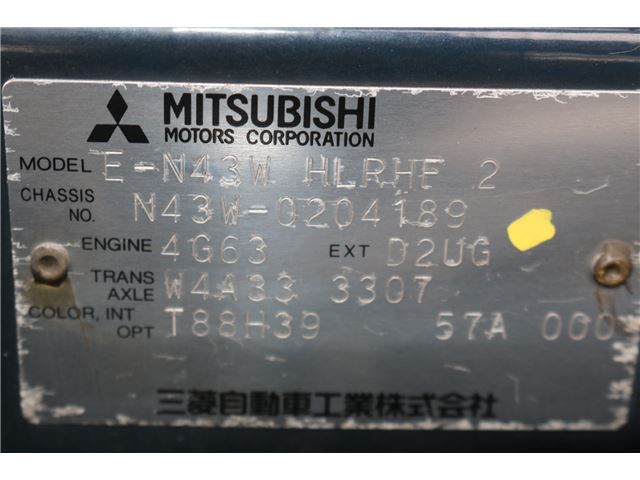 MITSUBISHI
MOTORS CORPORATION
MODEL E-N43W HLRHF 2
CHASSIS NO. N43W-0204189
ENGINE 4G63 EXT D2UG
TRANS AXLE W4A33 3307
COLOR, INT OPT T88H39 57A 000
三菱自動車工業株式会社